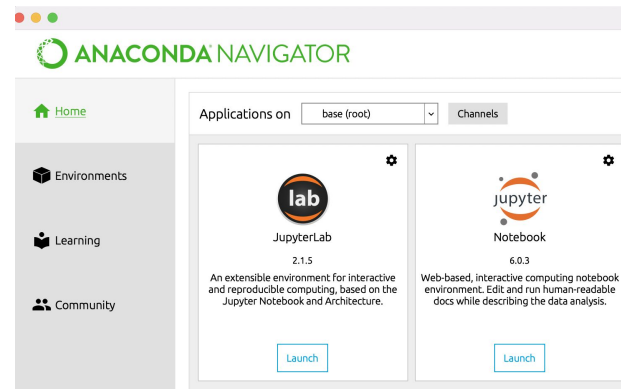 ANACONDA NAVIGATOR
Home
Environments
Learning
Community
Applications on base (root) Channels
lab
JupyterLab
2.1.5
An extensible environment for interactive
and reproducible computing, based on the
Jupyter Notebook and Architecture.
Launch
jupyter
Notebook
6.0.3
Web-based, interactive computing notebook
environment. Edit and run human-readable
docs while describing the data analysis.
Launch